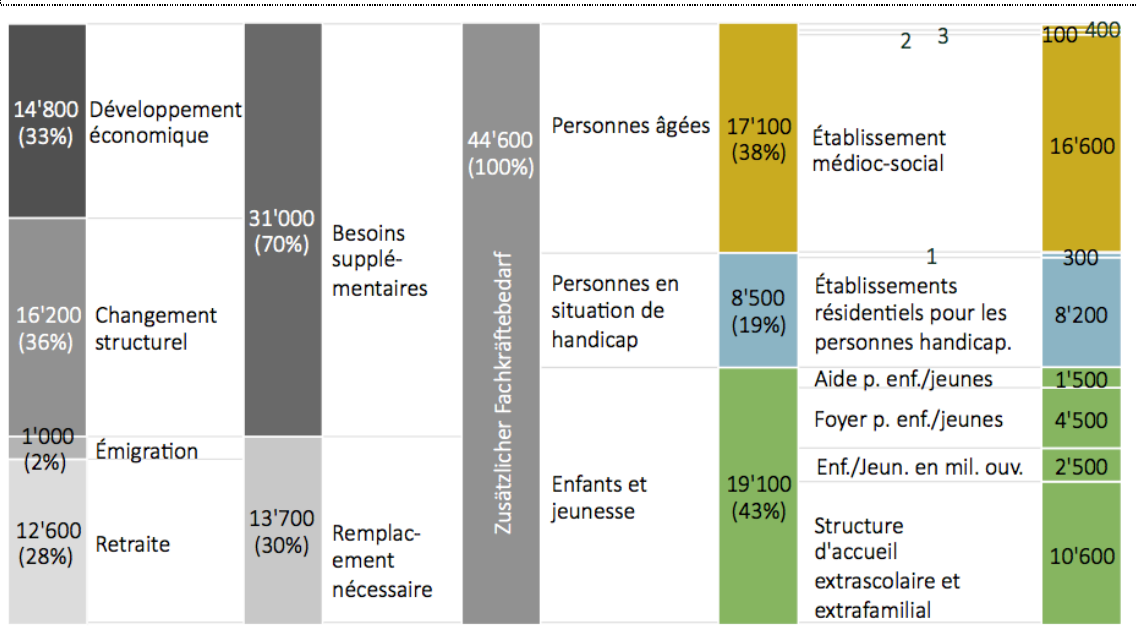 14'800
(33%)
Développement
économique
16'200
(36%)
Changement
structurel
1'000
(2%)
Émigration
12'600
(28%)
Retraite
31'000
(70%)
Besoins
supplé-
mentaires
13'700
(30%)
Remplac-
ement
nécessaire
44'600
(100%)
Zusätzlicher Fachkräftebedarf
Personnes âgées
17'100
(38%)
Personnes en
situation de
handicap
8'500
(19%)
Enfants et
jeunesse
19'100
(43%)
2
3
100
400
Établissement
médioc-social
16'600
1
300
Établissements
résidentiels pour les
personnes handicap.
8'200
Aide p. enf./jeunes
1'500
Foyer p. enf./jeunes
4'500
Enf./Jeun. en mil. ouv.
2'500
Structure
d'accueil
extrascolaire et
extrafamilial
10'600